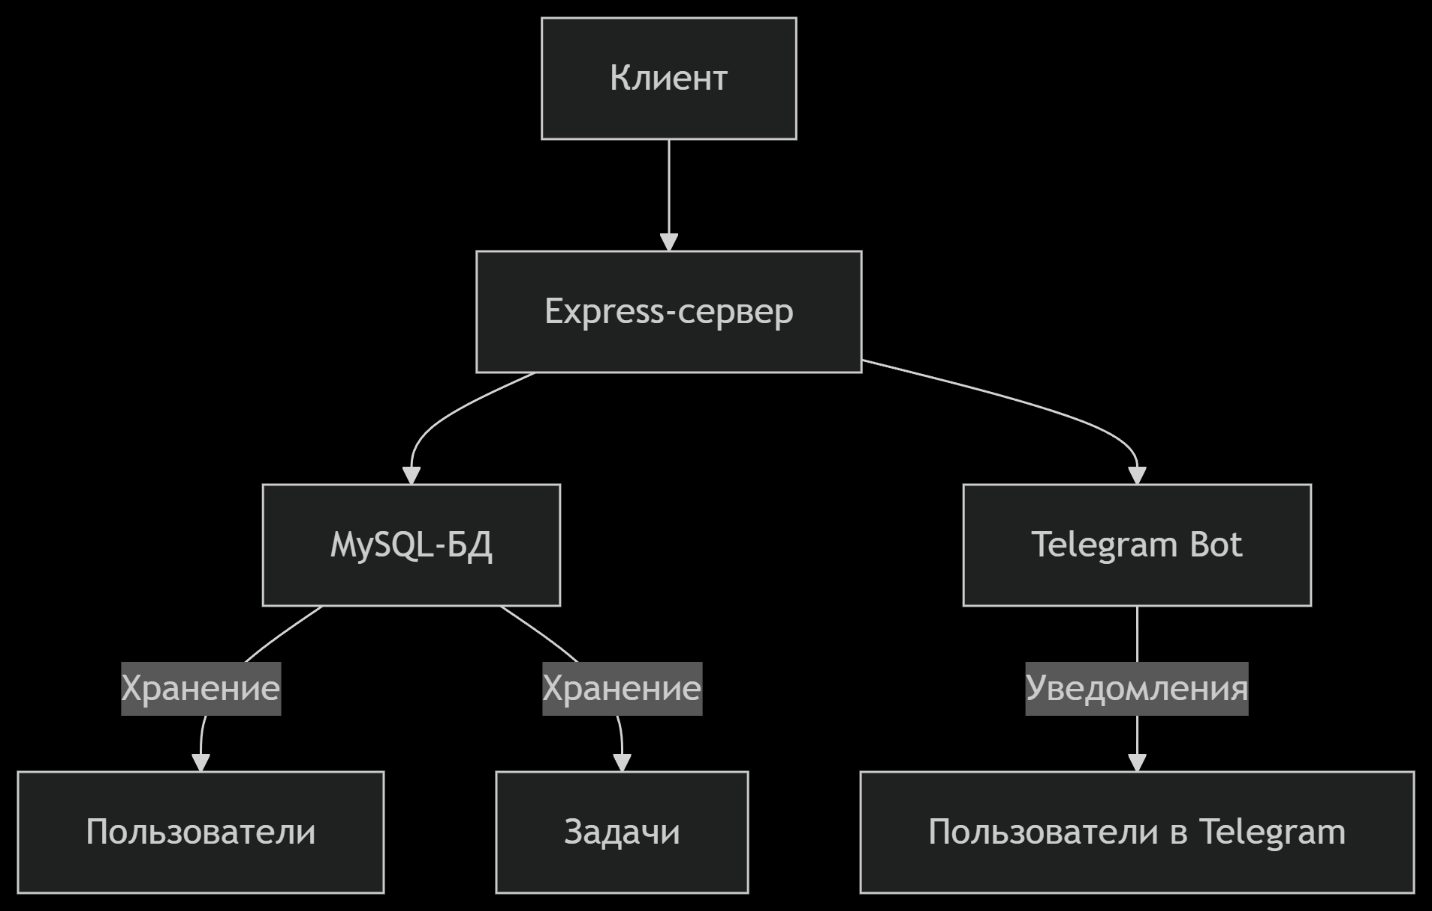 Клиент
Express-сервер
MySQL-БД
Telegram Bot
Хранение
Хранение
Уведомления
Пользователи
Задачи
Пользователи в Telegram